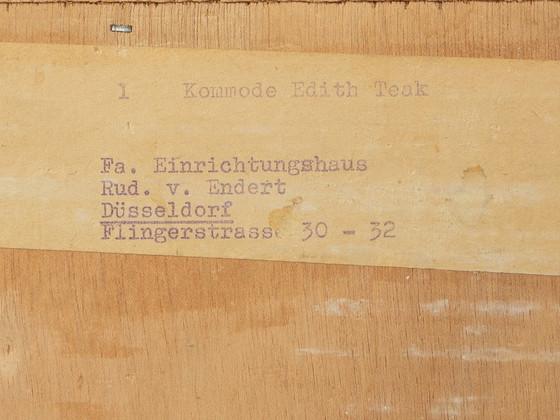 1 Kommode Edith Teak
Fa. Einrichtungshaus
Rud. v. Endert
Düsseldorf
Flingerstrasse 30 - 32